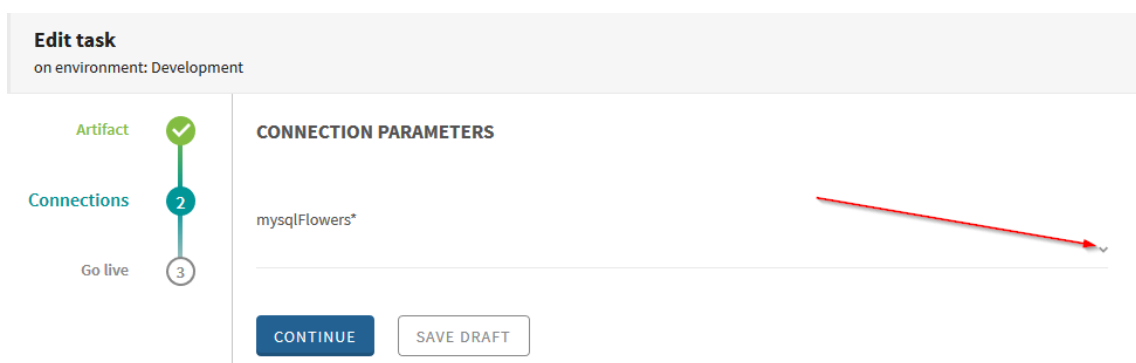 Edit task
on environment: Development
Artifact
CONNECTION PARAMETERS
Connections
2
mysqlFlowers*
Go live
3
CONTINUE
SAVE DRAFT